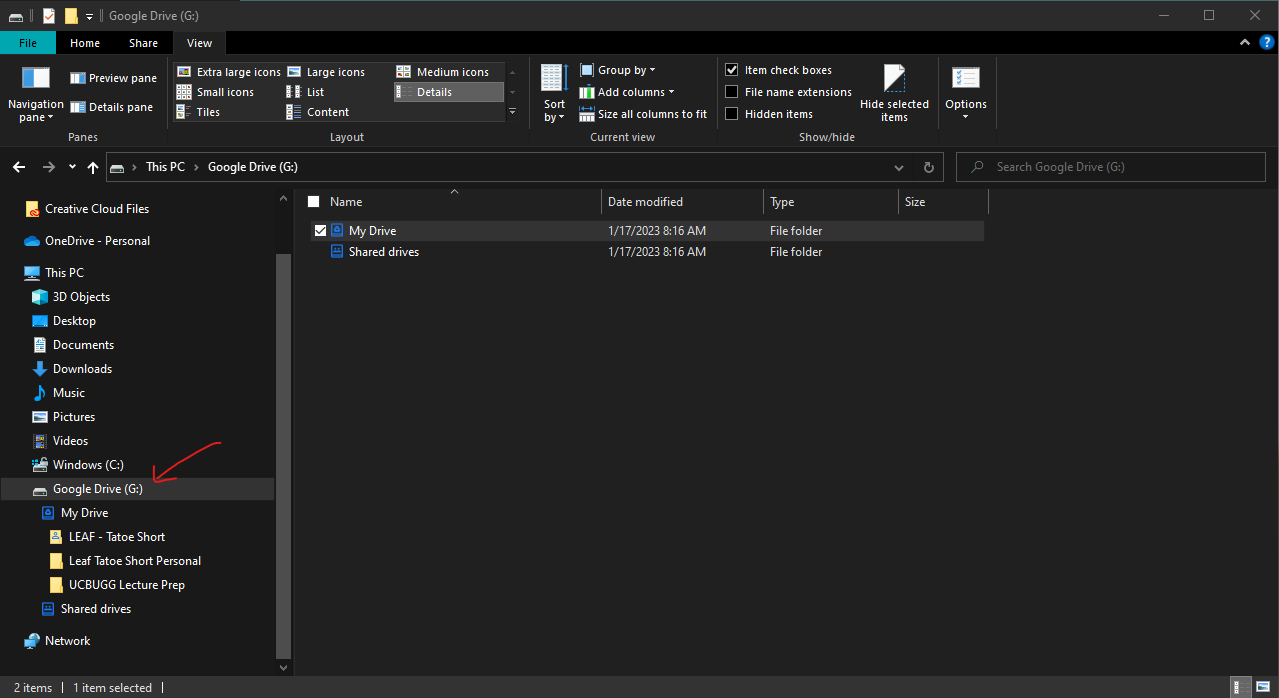 Google Drive (G:)
File Home Share View
Navigation pane
Preview pane
Details pane
Panes
Extra large icons Large icons Medium icons
Small icons List Details
Tiles Content
Layout
Sort by
Group by
Add columns
Size all columns to fit
Current view
Item check boxes
File name extensions
Hidden items
Hide selected items
Show/hide
Options
This PC Google Drive (G:)
Search Google Drive (G:)
Creative Cloud Files
OneDrive - Personal
This PC
3D Objects
Desktop
Documents
Downloads
Music
Pictures
Videos
Windows (C:)
Google Drive (G:)
My Drive
LEAF - Tatoe Short
Leaf Tatoe Short Personal
UCBUGG Lecture Prep
Shared drives
Network
Name Date modified Type Size
My Drive 1/17/2023 8:16 AM File folder
Shared drives 1/17/2023 8:16 AM File folder
2 items 1 item selected